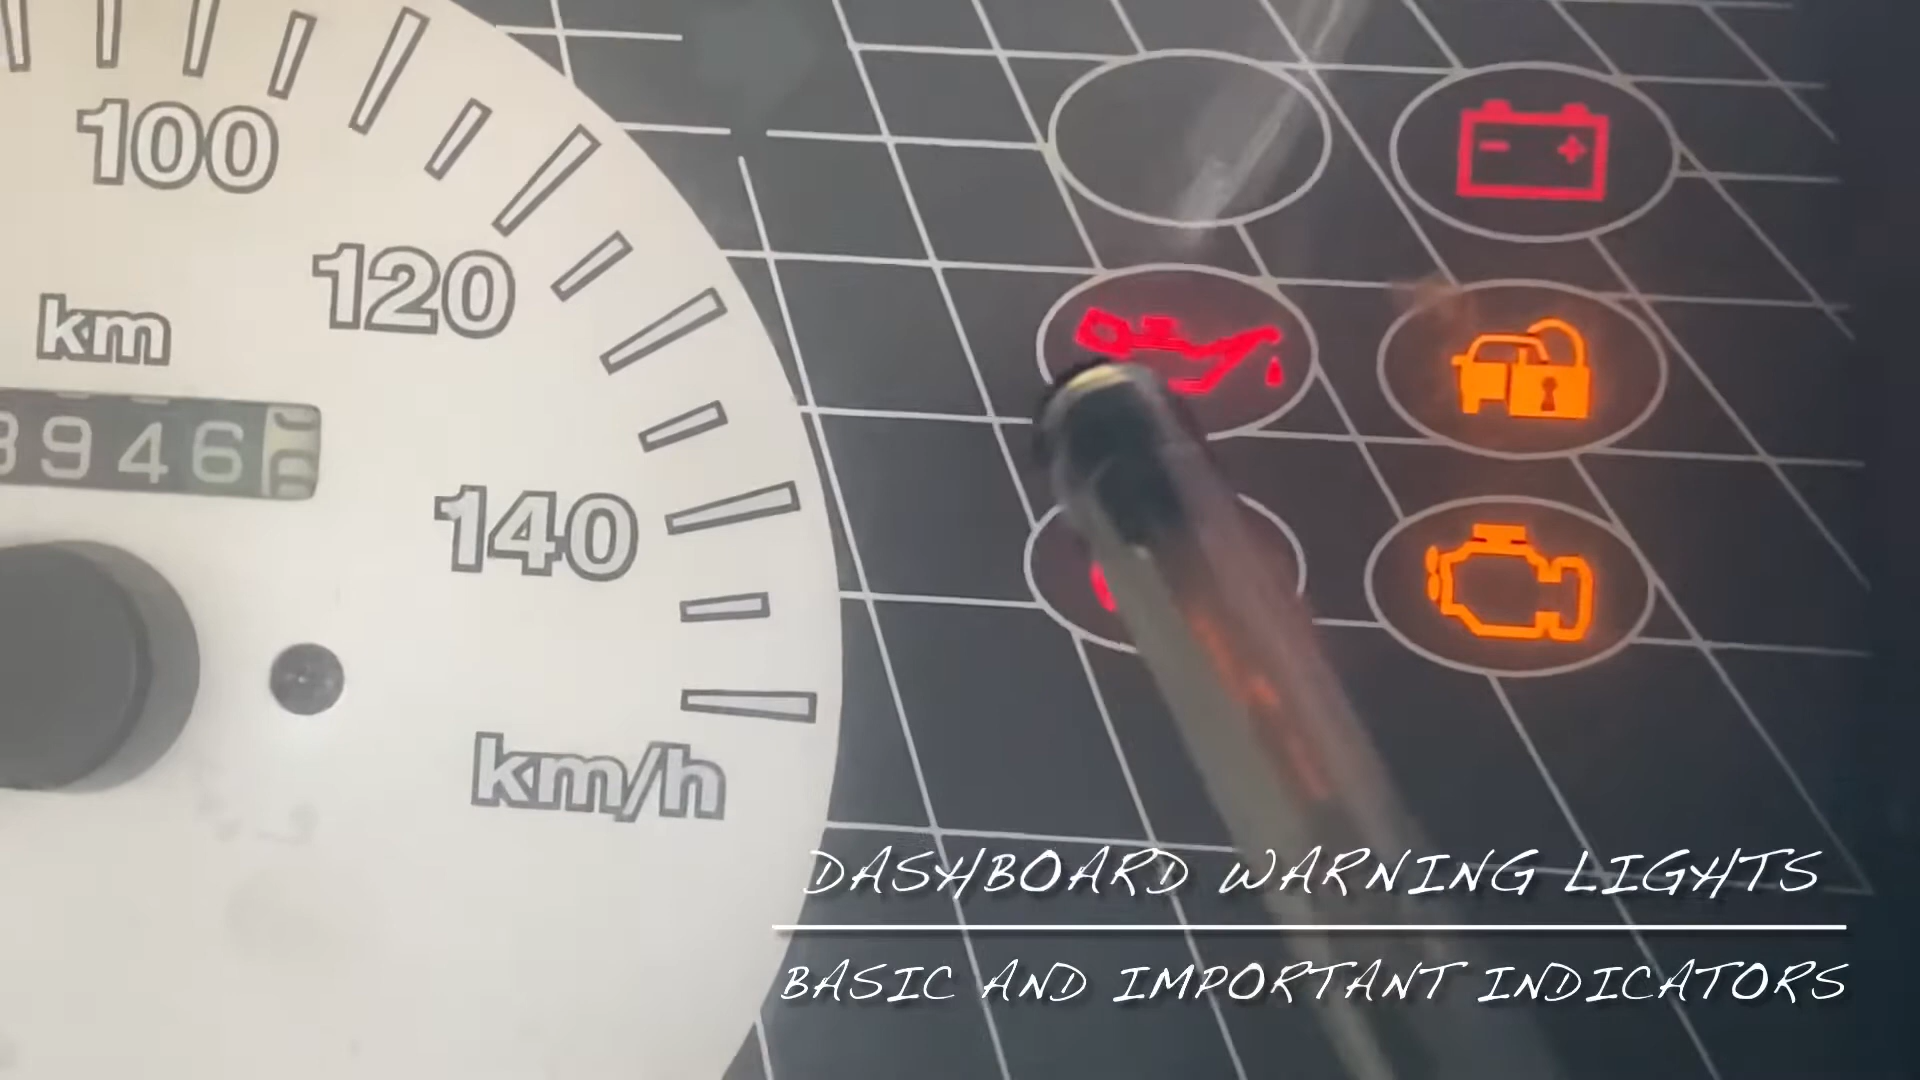 100
120
km
3946
140
km/h
DASHBOARD WARNING LIGHTS
BASIC AND IMPORTANT INDICATORS